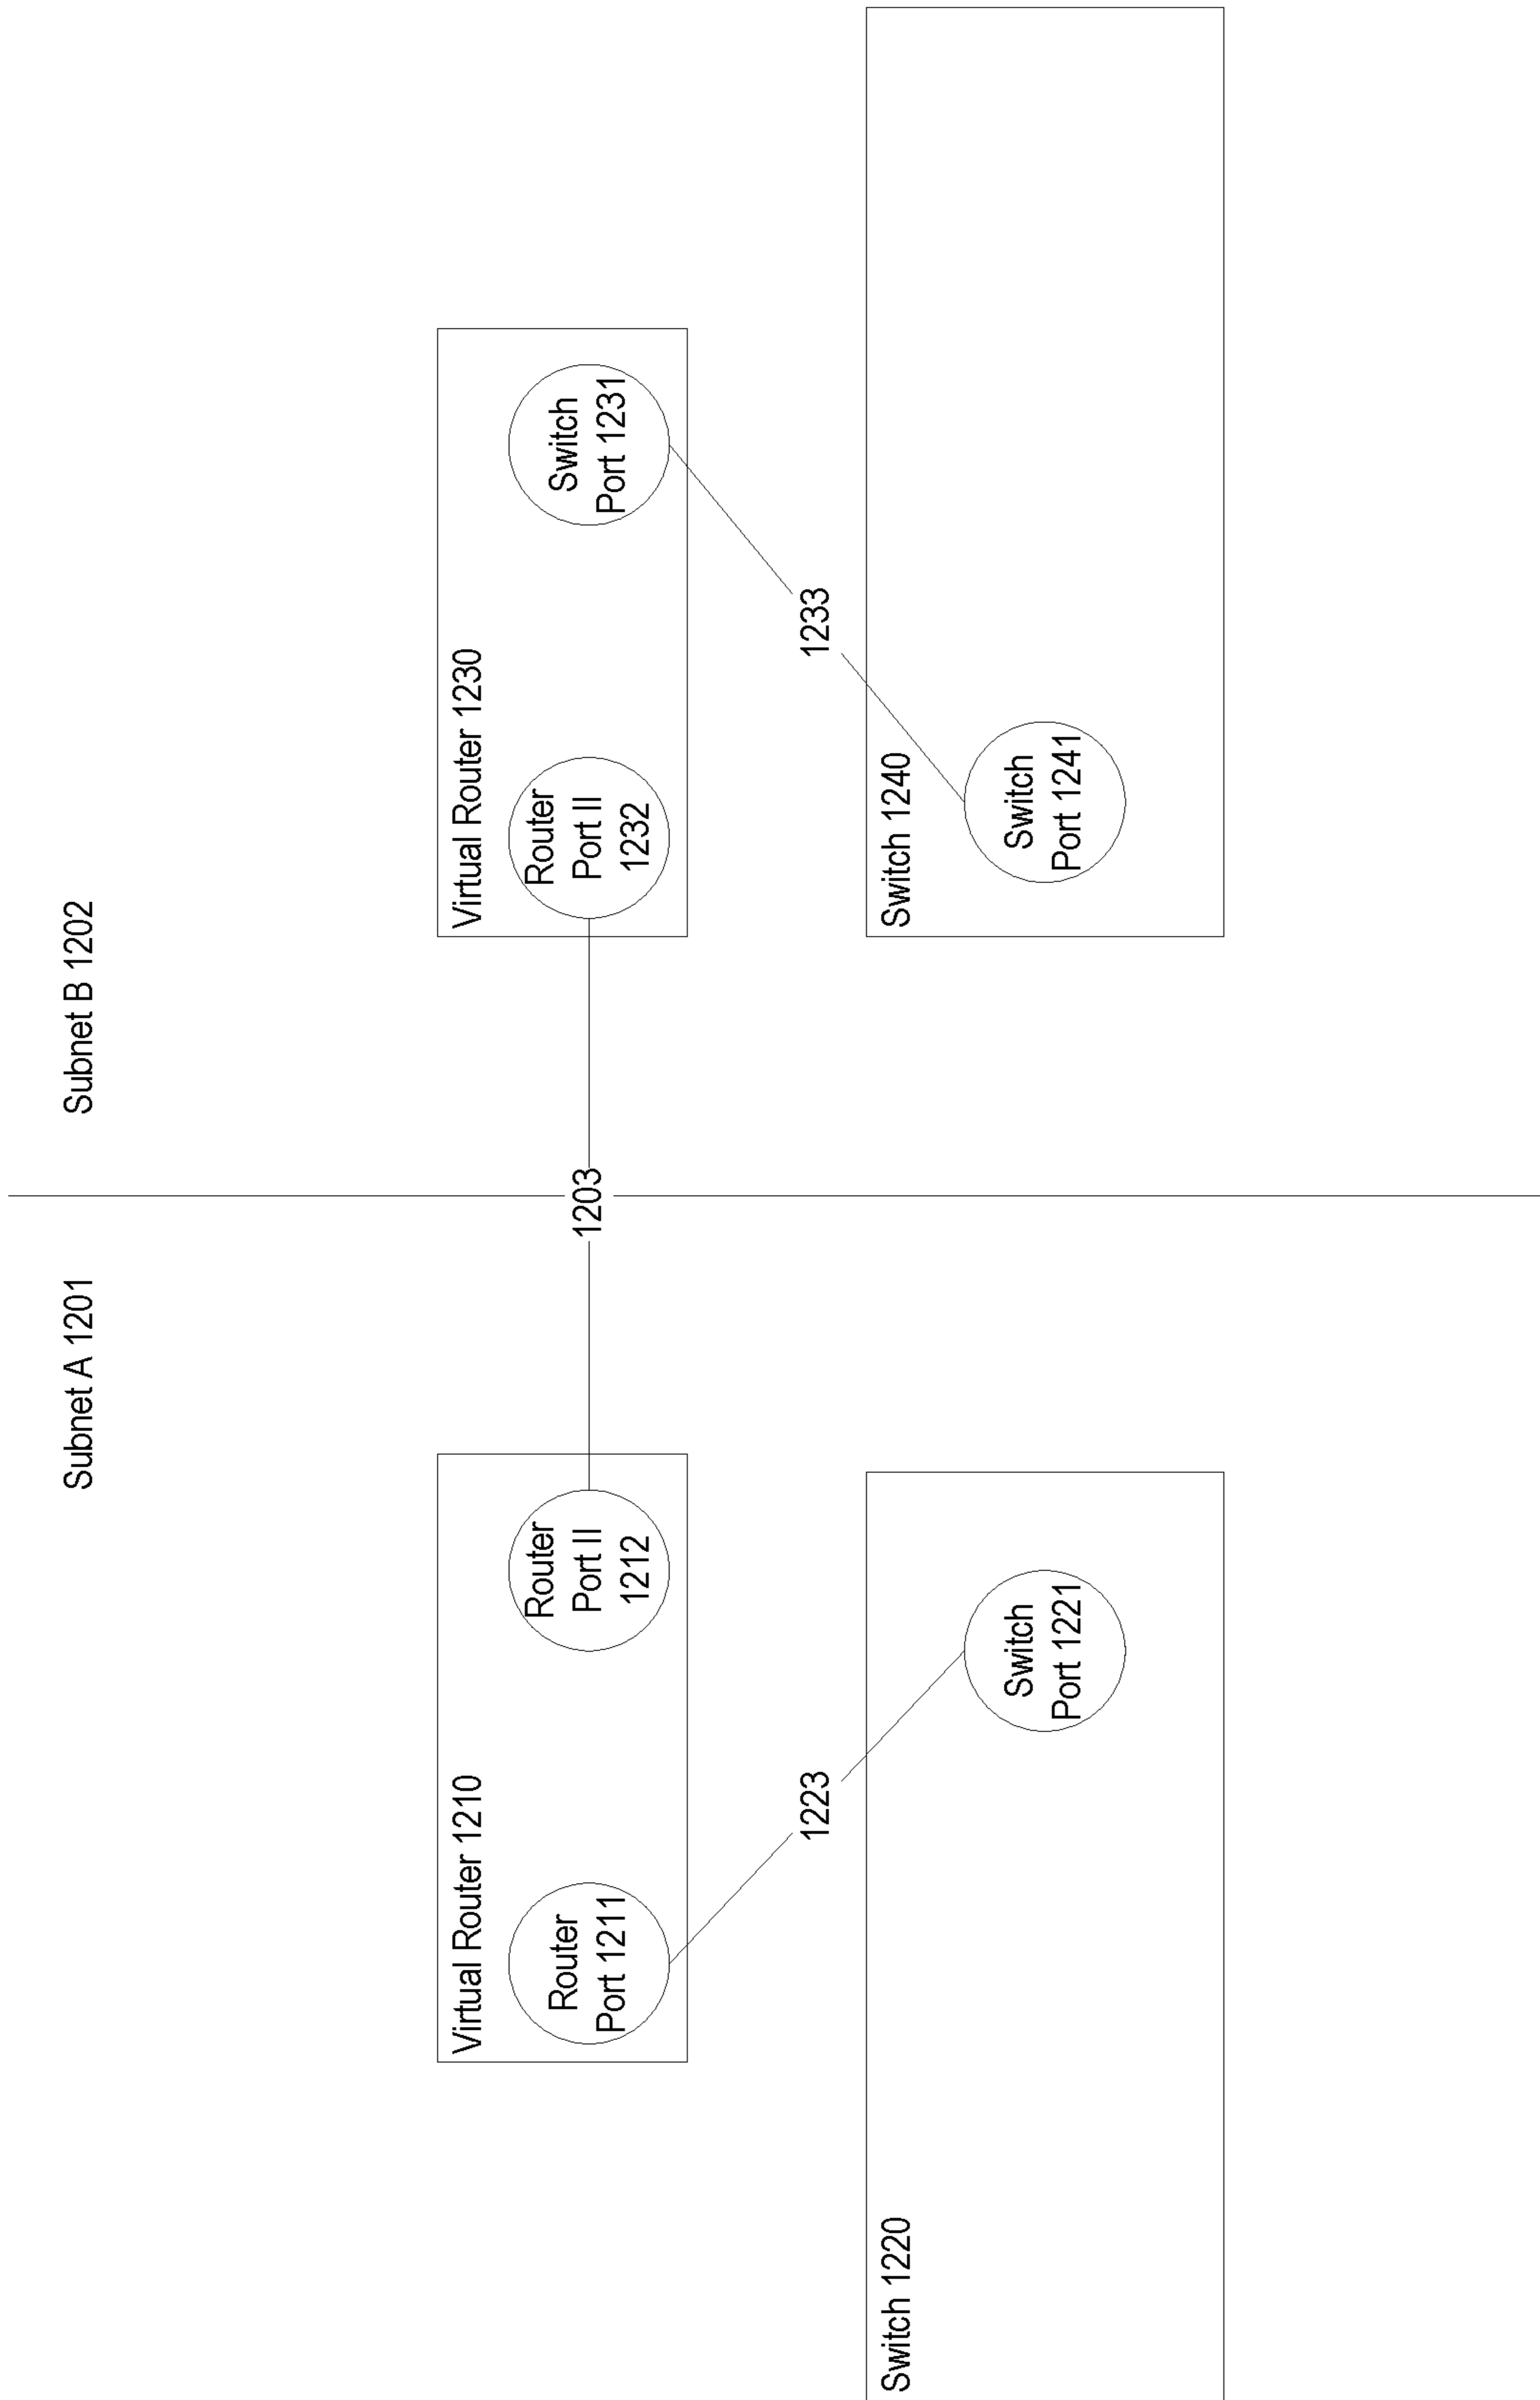 Subnet A 1201
Subnet B 1202
Virtual Router 1210
Router
Port 1211
Router
Port II
1212
1203
Virtual Router 1230
Router
Port II
1232
Switch
Port 1231
1223
1233
Switch 1220
Switch
Port 1221
Switch 1240
Switch
Port 1241